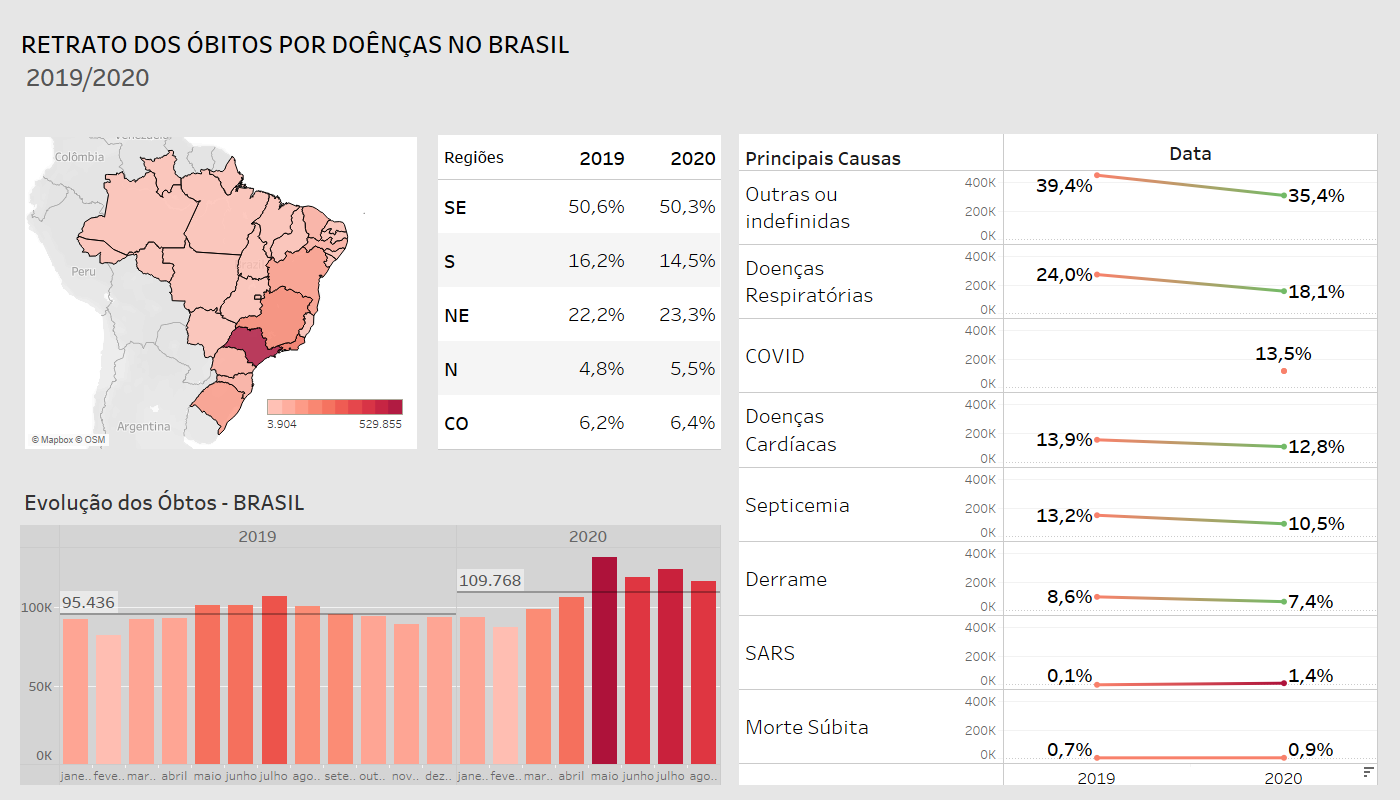 RETRATO DOS ÓBITOS POR DOÊNÇAS NO BRASIL
2019/2020
Colômbia
Peru
Argentina
3.904 529.855
© Mapbox © OSM
Regiões 2019 2020
SE 50,6% 50,3%
S 16,2% 14,5%
NE 22,2% 23,3%
N 4,8% 5,5%
CO 6,2% 6,4%
Evolução dos Óbtos - BRASIL
2019 2020
95.436
109.768
100K
50K
0K
jane.. feve.. mar.. abril maio junho julho ago.. sete.. out.. nov.. dez.. jane.. feve.. mar.. abril maio junho julho ago..
Principais Causas Data
Outras ou
indefinidas
400K
200K
0K
39,4% 35,4%
Doenças
Respiratórias
400K
200K
0K
24,0% 18,1%
COVID
400K
200K
0K
13,5%
Doenças
Cardíacas
400K
200K
0K
13,9% 12,8%
Septicemia
400K
200K
0K
13,2% 10,5%
Derrame
400K
200K
0K
8,6% 7,4%
SARS
400K
200K
0K
0,1% 1,4%
Morte Súbita
400K
200K
0K
0,7% 0,9%
2019 2020